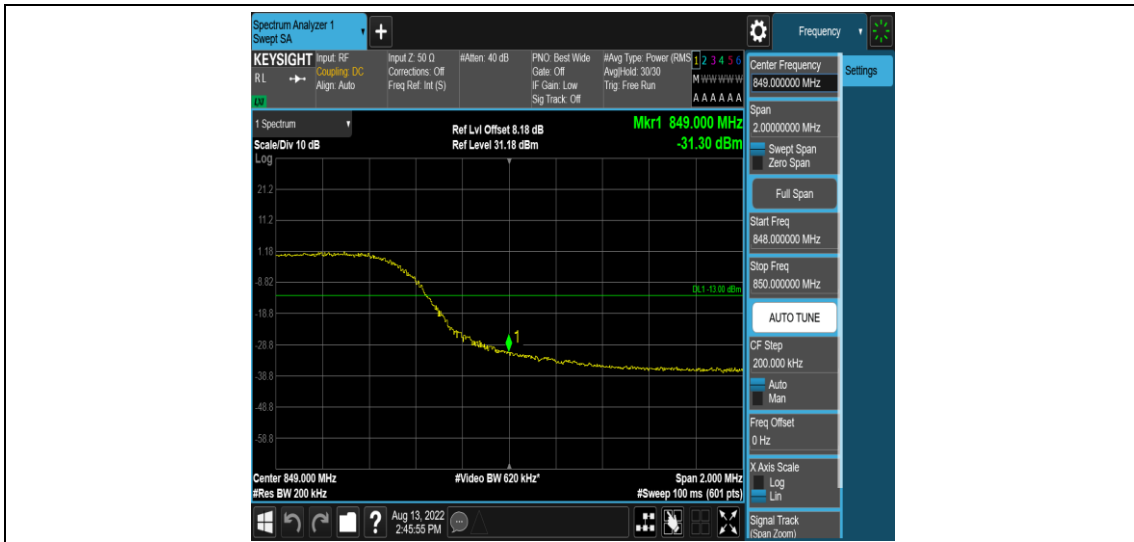 Spectrum Analyzer 1
Swept SA
+
Frequency
KEYSIGHT
RL
LM
Input: RF
Coupling: DC
Align: Auto
Input Z: 50 Ω
Corrections: Off
Freq Ref: Int (S)
#Atten: 40 dB
PNO: Best Wide
Gate: Off
IF Gain: Low
Sig Track: Off
#Avg Type: Power (RMS
Avg|Hold: 30/30
Trig: Free Run
1 2 3 4 5 6
M W W W W W
A A A A A A
1 Spectrum
Scale/Div 10 dB
Ref Lvl Offset 8.18 dB
Ref Level 31.18 dBm
Mkr1 849.000 MHz
-31.30 dBm
Log
21.2
11.2
1.18
-8.82
-18.8
-28.8
-38.8
-48.8
-58.8
DL1 -13.00 dBm
1
Center 849.000 MHz
#Res BW 200 kHz
#Video BW 620 kHz*
Span 2.000 MHz
#Sweep 100 ms (601 pts)
?
Aug 13, 2022
2:45:55 PM
Center Frequency
849.000000 MHz
Settings
Span
2.00000000 MHz
Swept Span
Zero Span
Full Span
Start Freq
848.000000 MHz
Stop Freq
850.000000 MHz
AUTO TUNE
CF Step
200.000 kHz
Auto
Man
Freq Offset
0 Hz
X Axis Scale
Log
Lin
Signal Track
(Span Zoom)